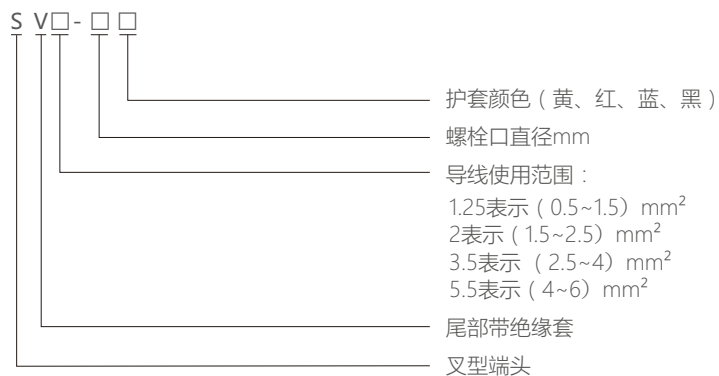 S V□-□□
护套颜色（黄、红、蓝、黑）
螺栓口直径mm
导线使用范围：
1.25表示（0.5~1.5）mm²
2表示（1.5~2.5）mm²
3.5表示（2.5~4）mm²
5.5表示（4~6）mm²
尾部带绝缘套
叉型端头